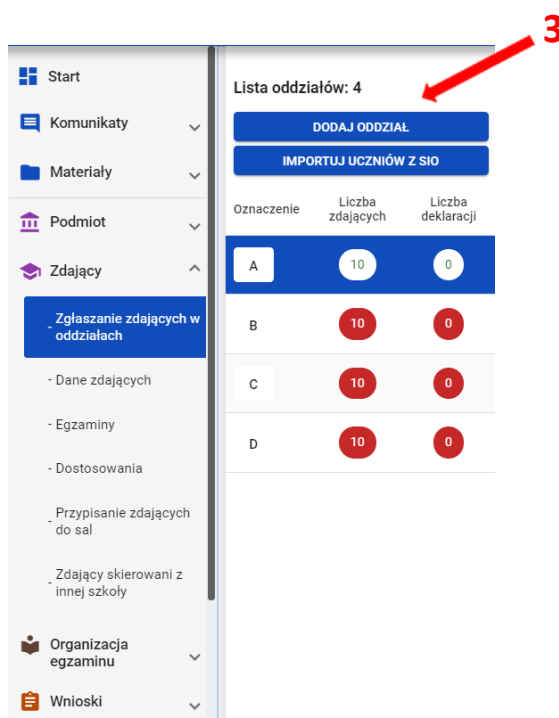 3
Start
Komunikaty
Materiały
Podmiot
Zdający
- Zgłaszanie zdających w
oddziałach
- Dane zdających
- Egzaminy
- Dostosowania
- Przypisanie zdających
do sal
- Zdający skierowani z
innej szkoły
Organizacja
egzaminu
Wnioski
Lista oddziałów: 4
DODAJ ODDZIAŁ
IMPORTUJ UCZNIÓW Z SIO
Oznaczenie Liczba zdających Liczba deklaracji
A 10 0
B 10 0
C 10 0
D 10 0